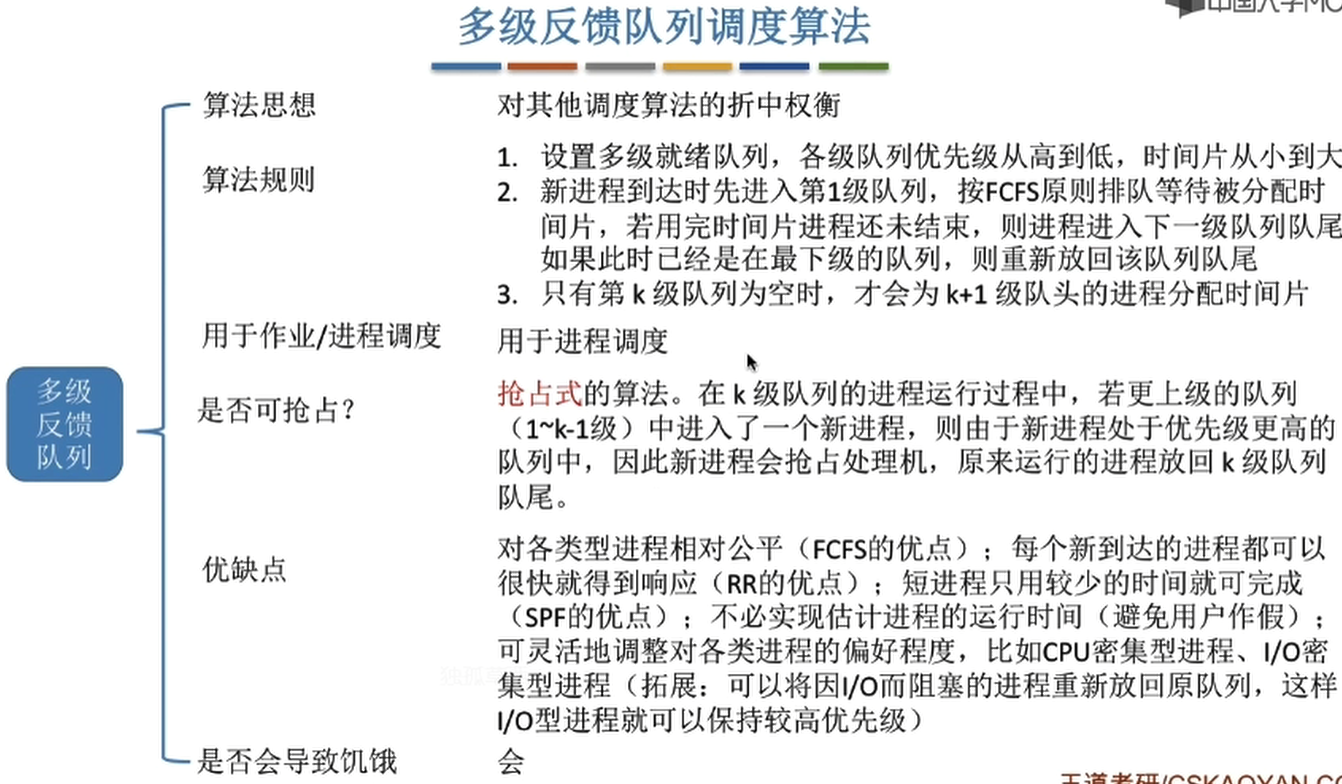 多级反馈队列调度算法
算法思想
对其他调度算法的折中权衡
算法规则
1. 设置多级就绪队列，各级队列优先级从高到低，时间片从小到大
2. 新进程到达时先进入第1级队列，按FCFS原则排队等待被分配时
间片，若用完时间片进程还未结束，则进程进入下一级队列队尾
如果此时已经是在最下级的队列，则重新放回该队列队尾
3. 只有第 k 级队列为空时，才会为 k+1 级队头的进程分配时间片
用于作业/进程调度
用于进程调度
多级
反馈
队列
是否可抢占？
抢占式的算法。在 k 级队列的进程运行过程中，若更上级的队列
（1~k-1级）中进入了一个新进程，则由于新进程处于优先级更高的
队列中，因此新进程会抢占处理机，原来运行的进程放回 k 级队列
队尾。
优缺点
对各类型进程相对公平（FCFS的优点）；每个新到达的进程都可以
很快就得到响应（RR的优点）；短进程只用较少的时间就可完成
（SPF的优点）；不必实现估计进程的运行时间（避免用户作假）；
可灵活地调整对各类进程的偏好程度，比如CPU密集型进程、I/O密
集型进程（拓展：可以将因I/O而阻塞的进程重新放回原队列，这样
I/O型进程就可以保持较高优先级）
是否会导致饥饿
会